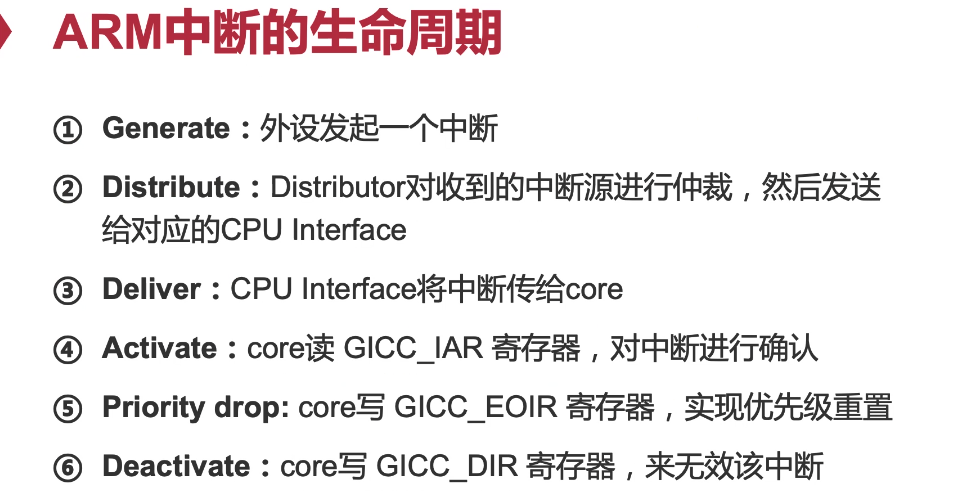 ARM中断的生命周期
① Generate：外设发起一个中断
② Distribute：Distributor对收到的中断源进行仲裁，然后发送
给对应的CPU Interface
③ Deliver：CPU Interface将中断传给core
④ Activate：core读 GICC_IAR 寄存器，对中断进行确认
⑤ Priority drop: core写 GICC_EOIR 寄存器，实现优先级重置
⑥ Deactivate：core写 GICC_DIR 寄存器，来无效该中断